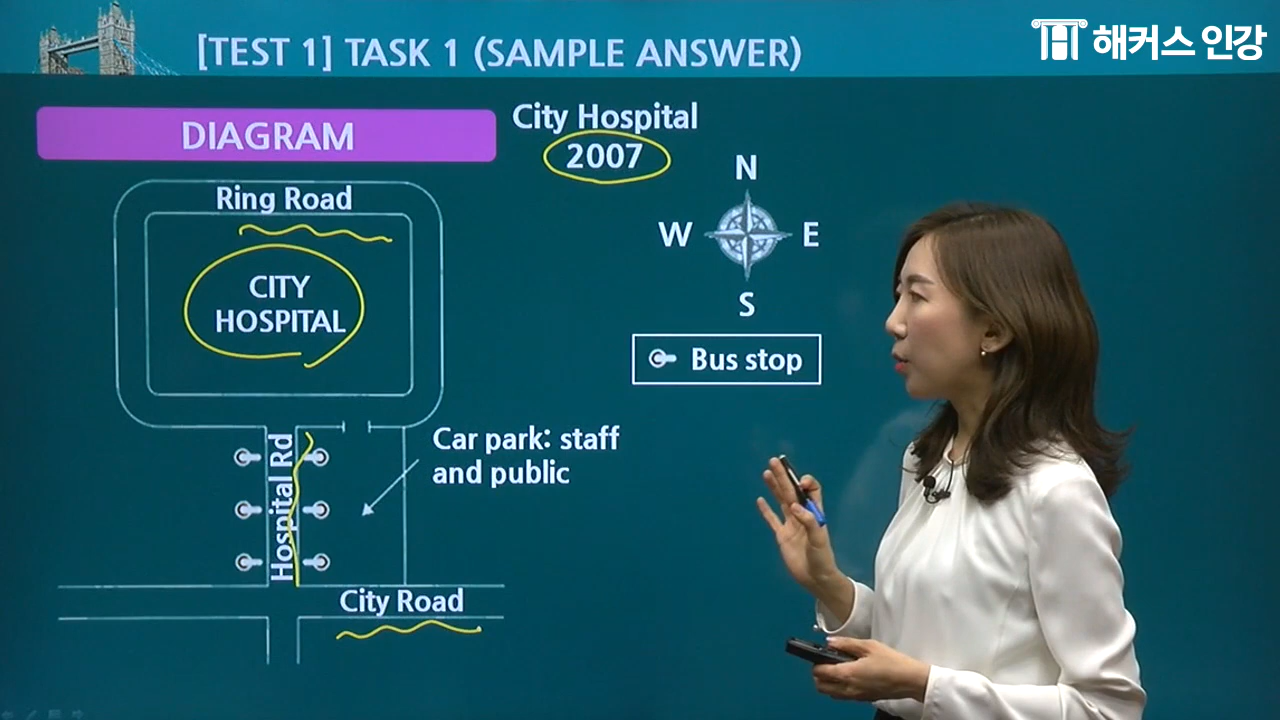 [TEST 1] TASK 1 (SAMPLE ANSWER)
해커스 인강
DIAGRAM
City Hospital
2007
N
W
E
S
Ring Road
CITY
HOSPITAL
Bus stop
Hospital Rd
Car park: staff
and public
City Road